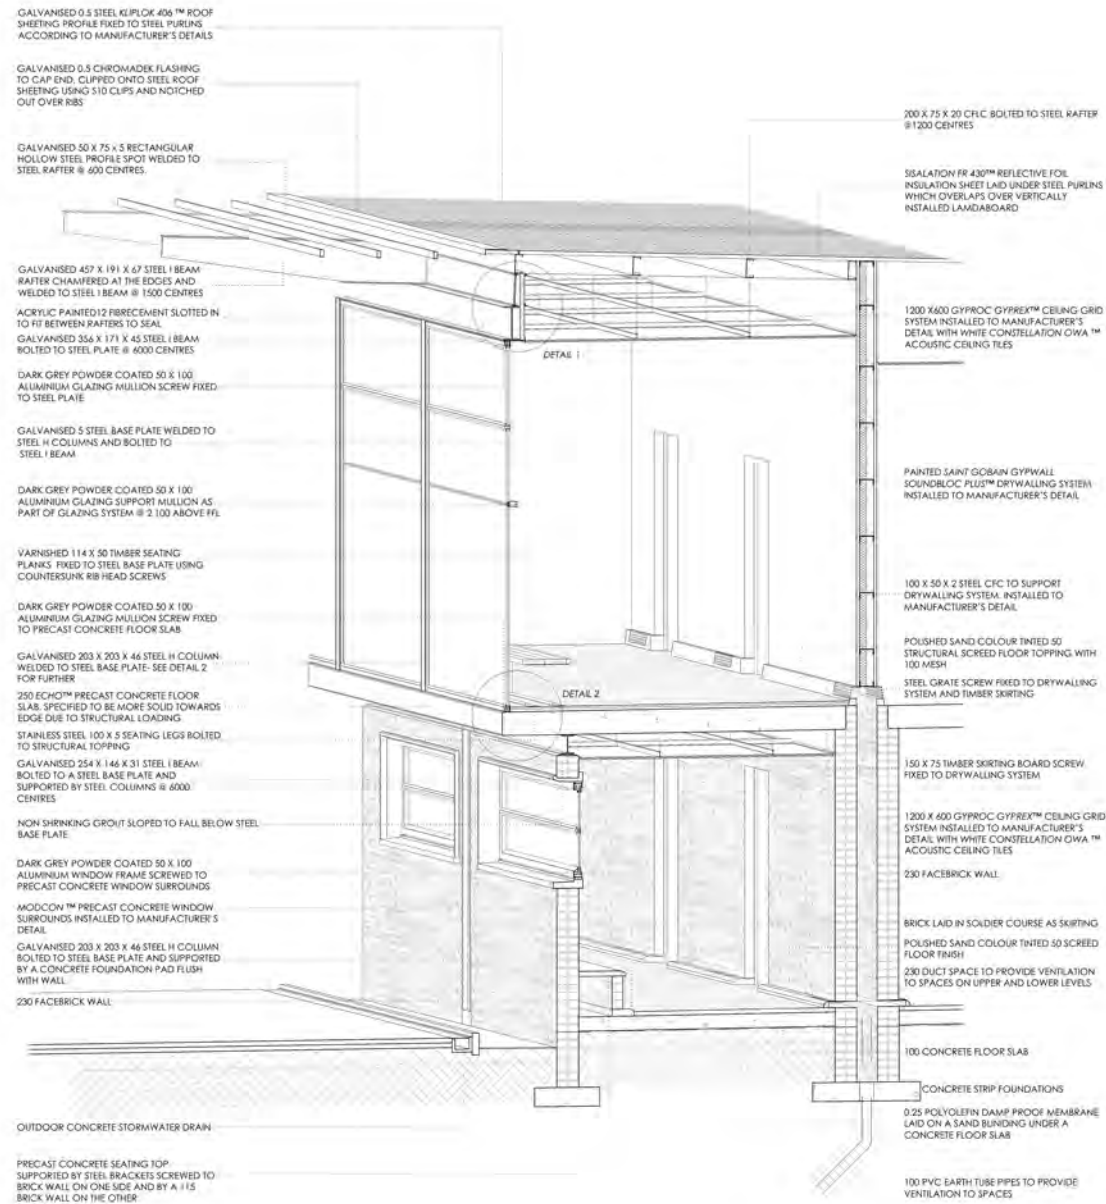 GALVANISED 0.5 STEEL KLIPLOK 406 ™ ROOF
SHEETING PROFILE FIXED TO STEEL PURLINS
ACCORDING TO MANUFACTURER'S DETAILS
GALVANISED 0.5 CHROMADEK FLASHING
TO CAP END. CLIPPED ONTO STEEL ROOF
SHEETING USING S10 CLIPS AND NOTCHED
OUT OVER RIBS
GALVANISED 50 X 75 x 5 RECTANGULAR
HOLLOW STEEL PROFILE SPOT WELDED TO
STEEL RAFTER @ 600 CENTRES.
GALVANISED 457 X 191 X 67 STEEL I BEAM
RAFTER CHAMFERED AT THE EDGES AND
WELDED TO STEEL I BEAM @ 1500 CENTRES
ACRYLIC PAINTED12 FIBRECEMENT SLOTTED IN
TO FIT BETWEEN RAFTERS TO SEAL
GALVANISED 356 X 171 X 45 STEEL I BEAM
BOLTED TO STEEL PLATE @ 6000 CENTRES
DARK GREY POWDER COATED 50 X 100
ALUMINIUM GLAZING MULLION SCREW FIXED
TO STEEL PLATE
GALVANISED 5 STEEL BASE PLATE WELDED TO
STEEL H COLUMNS AND BOLTED TO
STEEL I BEAM
DARK GREY POWDER COATED 50 X 100
ALUMINIUM GLAZING SUPPORT MULLION AS
PART OF GLAZING SYSTEM @ 2 100 ABOVE FFL
VARNISHED 114 X 50 TIMBER SEATING
PLANKS FIXED TO STEEL BASE PLATE USING
COUNTERSUNK RIB HEAD SCREWS
DARK GREY POWDER COATED 50 X 100
ALUMINIUM GLAZING MULLION SCREW FIXED
TO PRECAST CONCRETE FLOOR SLAB
GALVANISED 203 X 203 X 46 STEEL H COLUMN
WELDED TO STEEL BASE PLATE- SEE DETAIL 2
FOR FURTHER
250 ECHO™ PRECAST CONCRETE FLOOR
SLAB. SPECIFIED TO BE MORE SOLID TOWARDS
EDGE DUE TO STRUCTURAL LOADING
STAINLESS STEEL 100 X 5 SEATING LEGS BOLTED
TO STRUCTURAL TOPPING
GALVANISED 254 X 146 X 31 STEEL I BEAM
BOLTED TO A STEEL BASE PLATE AND
SUPPORTED BY STEEL COLUMNS @ 6000
CENTRES
NON SHRINKING GROUT SLOPED TO FALL BELOW STEEL
BASE PLATE
DARK GREY POWDER COATED 50 X 100
ALUMINIUM WINDOW FRAME SCREWED TO
PRECAST CONCRETE WINDOW SURROUNDS
MODCON ™ PRECAST CONCRETE WINDOW
SURROUNDS INSTALLED TO MANUFACTURER'S
DETAIL
GALVANISED 203 X 203 X 46 STEEL H COLUMN
BOLTED TO STEEL BASE PLATE AND SUPPORTED
BY A CONCRETE FOUNDATION PAD FLUSH
WITH WALL
230 FACEBRICK WALL
OUTDOOR CONCRETE STORMWATER DRAIN
PRECAST CONCRETE SEATING TOP
SUPPORTED BY STEEL BRACKETS SCREWED TO
BRICK WALL ON ONE SIDE AND BY A 115
BRICK WALL ON THE OTHER
DETAIL 1
DETAIL 2
200 X 75 X 20 CFLC BOLTED TO STEEL RAFTER
@1200 CENTRES
SISALATION FR 430™ REFLECTIVE FOIL
INSULATION SHEET LAID UNDER STEEL PURLINS
WHICH OVERLAPS OVER VERTICALLY
INSTALLED LAMDABOARD
1200 X600 GYPROC GYPREX™ CEILING GRID
SYSTEM INSTALLED TO MANUFACTURER'S
DETAIL WITH WHITE CONSTELLATION OWA ™
ACOUSTIC CEILING TILES
PAINTED SAINT GOBAIN GYPWALL
SOUNDBLOC PLUS™ DRYWALLING SYSTEM
INSTALLED TO MANUFACTURER'S DETAIL
100 X 50 X 2 STEEL CFC TO SUPPORT
DRYWALLING SYSTEM. INSTALLED TO
MANUFACTURER'S DETAIL
POLISHED SAND COLOUR TINTED 50
STRUCTURAL SCREED FLOOR TOPPING WITH
100 MESH
STEEL GRATE SCREW FIXED TO DRYWALLING
SYSTEM AND TIMBER SKIRTING
150 X 75 TIMBER SKIRTING BOARD SCREW
FIXED TO DRYWALLING SYSTEM
1200 X 600 GYPROC GYPREX™ CEILING GRID
SYSTEM INSTALLED TO MANUFACTURER'S
DETAIL WITH WHITE CONSTELLATION OWA ™
ACOUSTIC CEILING TILES
230 FACEBRICK WALL
BRICK LAID IN SOLDIER COURSE AS SKIRTING
POLISHED SAND COLOUR TINTED 50 SCREED
FLOOR FINISH
230 DUCT SPACE TO PROVIDE VENTILATION
TO SPACES ON UPPER AND LOWER LEVELS
100 CONCRETE FLOOR SLAB
CONCRETE STRIP FOUNDATIONS
0.25 POLYOLEFIN DAMP PROOF MEMBRANE
LAID ON A SAND BLINDING UNDER A
CONCRETE FLOOR SLAB
100 PVC EARTH TUBE PIPES TO PROVIDE
VENTILATION TO SPACES